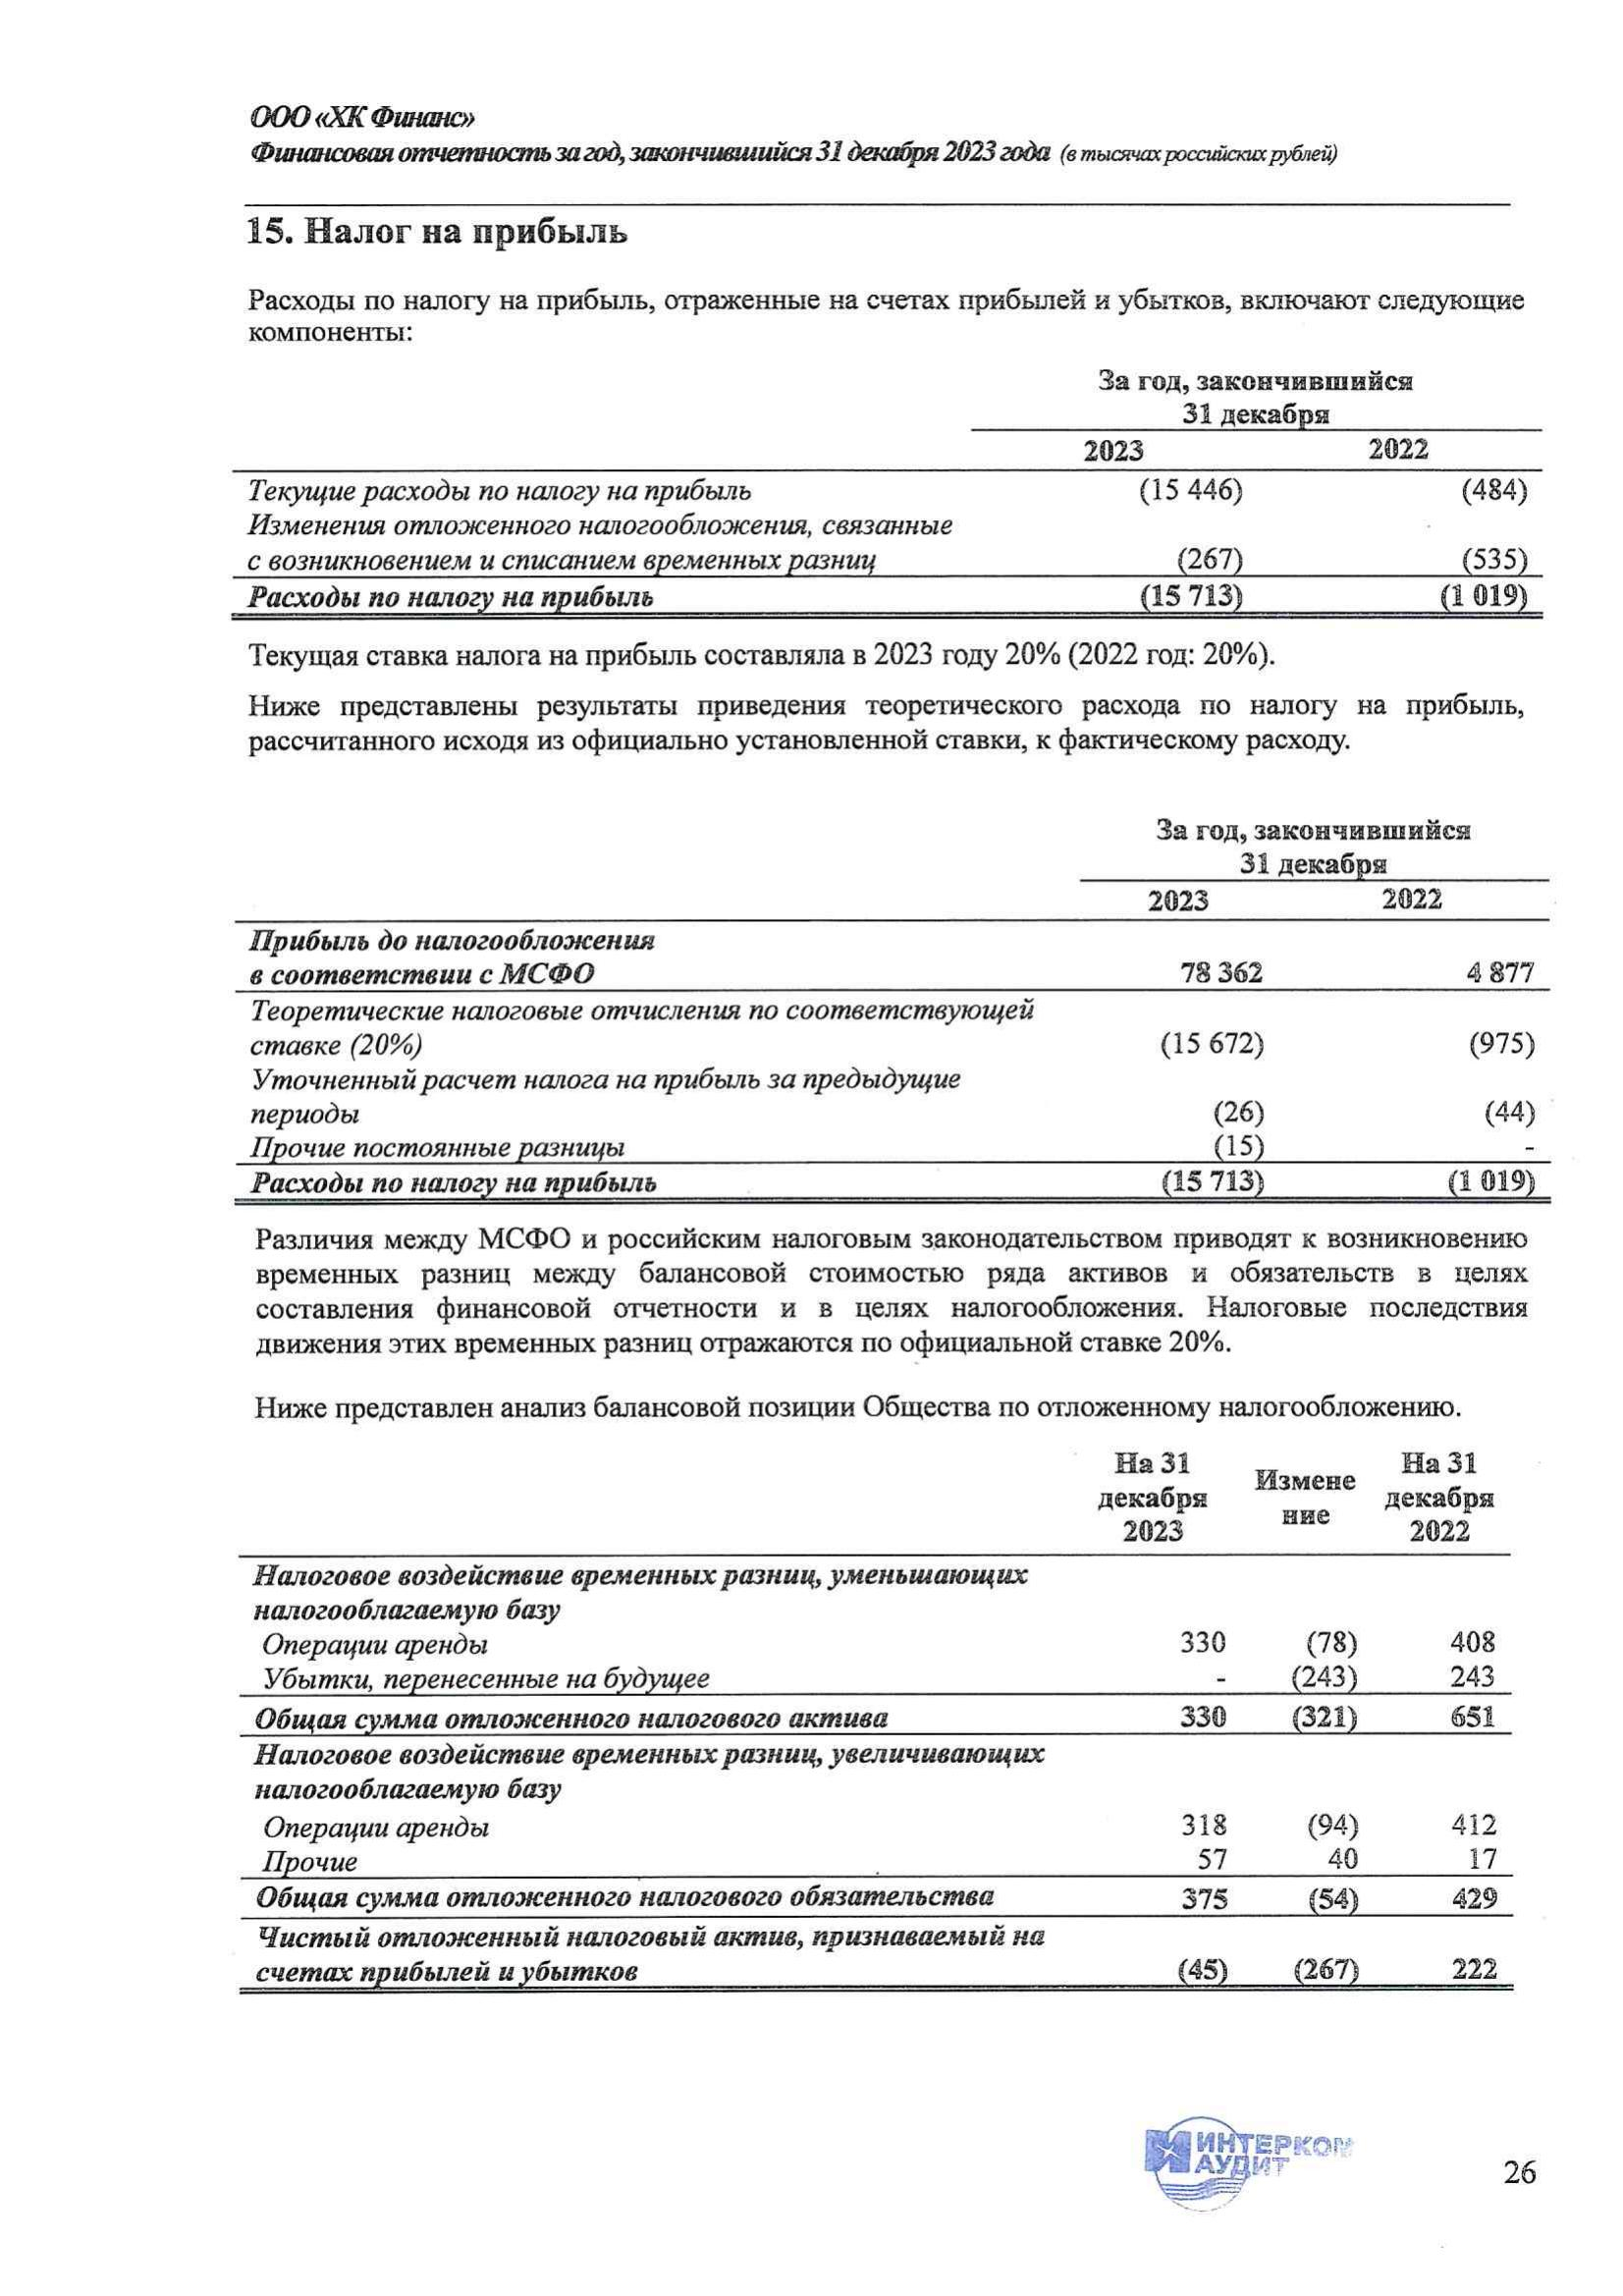 ООО «ХК Финанс»
Финансовая отчетность за год, закончившийся 31 декабря 2023 года (в тысячах российских рублей)
15. Налог на прибыль
Расходы по налогу на прибыль, отраженные на счетах прибылей и убытков, включают следующие
компоненты:
За год, закончившийся
31 декабря
2023 2022
Текущие расходы по налогу на прибыль (15 446) (484)
Изменения отложенного налогообложения, связанные
с возникновением и списанием временных разниц (267) (535)
Расходы по налогу на прибыль (15 713) (1 019)
Текущая ставка налога на прибыль составляла в 2023 году 20% (2022 год: 20%).
Ниже представлены результаты приведения теоретического расхода по налогу на прибыль,
рассчитанного исходя из официально установленной ставки, к фактическому расходу.
За год, закончившийся
31 декабря
2023 2022
Прибыль до налогообложения
в соответствии с МСФО 78 362 4 877
Теоретические налоговые отчисления по соответствующей
ставке (20%) (15 672) (975)
Уточненный расчет налога на прибыль за предыдущие
периоды (26) (44)
Прочие постоянные разницы (15) -
Расходы по налогу на прибыль (15 713) (1 019)
Различия между МСФО и российским налоговым законодательством приводят к возникновению
временных разниц между балансовой стоимостью ряда активов и обязательств в целях
составления финансовой отчетности и в целях налогообложения. Налоговые последствия
движения этих временных разниц отражаются по официальной ставке 20%.
Ниже представлен анализ балансовой позиции Общества по отложенному налогообложению.
На 31 На 31
декабря Измене декабря
2023 ние 2022
Налоговое воздействие временных разниц, уменьшающих
налогооблагаемую базу
Операции аренды 330 (78) 408
Убытки, перенесенные на будущее - (243) 243
Общая сумма отложенного налогового актива 330 (321) 651
Налоговое воздействие временных разниц, увеличивающих
налогооблагаемую базу
Операции аренды 318 (94) 412
Прочие 57 40 17
Общая сумма отложенного налогового обязательства 375 (54) 429
Чистый отложенный налоговый актив, признаваемый на
счетах прибылей и убытков (45) (267) 222
ИНТЕРКОМ
АУДИТ
26